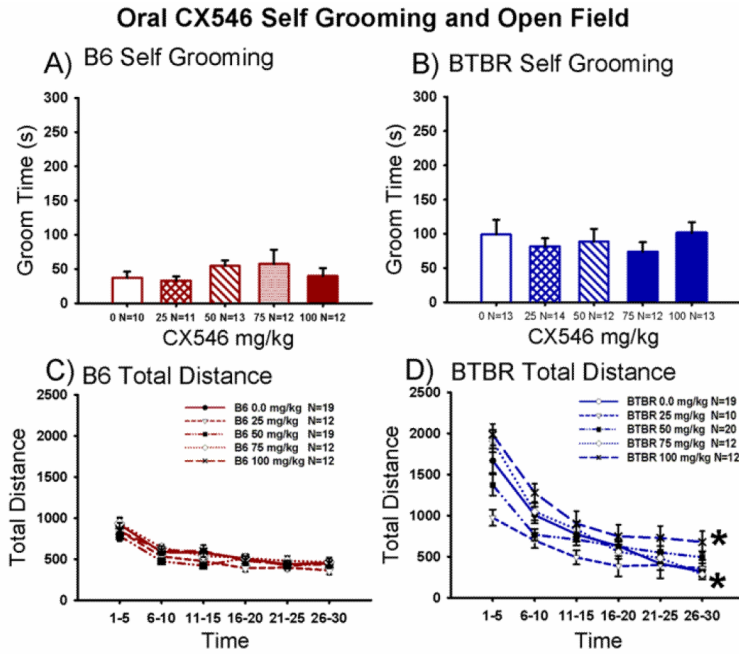 Oral CX546 Self Grooming and Open Field
A) B6 Self Grooming
Groom Time (s)
300
250
200
150
100
50
0
0 N=10 25 N=11 50 N=13 75 N=12 100 N=12
CX546 mg/kg
B) BTBR Self Grooming
Groom Time (s)
300
250
200
150
100
50
0
0 N=13 25 N=14 50 N=12 75 N=12 100 N=13
CX546 mg/kg
C) B6 Total Distance
Total Distance
2500
2000
1500
1000
500
0
B6 0.0 mg/kg N=19
B6 25 mg/kg N=12
B6 50 mg/kg N=19
B6 75 mg/kg N=12
B6 100 mg/kg N=12
1-5 6-10 11-15 16-20 21-25 26-30
Time
D) BTBR Total Distance
Total Distance
2500
2000
1500
1000
500
0
BTBR 0.0 mg/kg N=19
BTBR 25 mg/kg N=10
BTBR 50 mg/kg N=20
BTBR 75 mg/kg N=12
BTBR 100 mg/kg N=12
*
*
1-5 6-10 11-15 16-20 21-25 26-30
Time